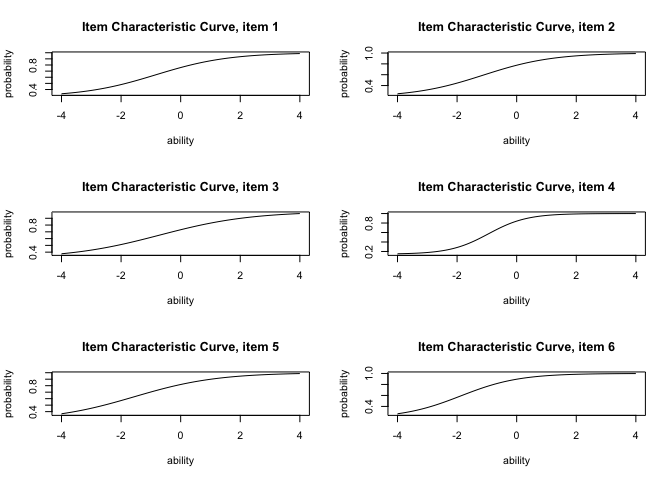 Item Characteristic Curve, item 1
probability
0.4 0.8
-4 -2 0 2 4
ability
Item Characteristic Curve, item 2
probability
0.4 1.0
-4 -2 0 2 4
ability
Item Characteristic Curve, item 3
probability
0.4 0.8
-4 -2 0 2 4
ability
Item Characteristic Curve, item 4
probability
0.2 0.8
-4 -2 0 2 4
ability
Item Characteristic Curve, item 5
probability
0.4 0.8
-4 -2 0 2 4
ability
Item Characteristic Curve, item 6
probability
0.4 1.0
-4 -2 0 2 4
ability